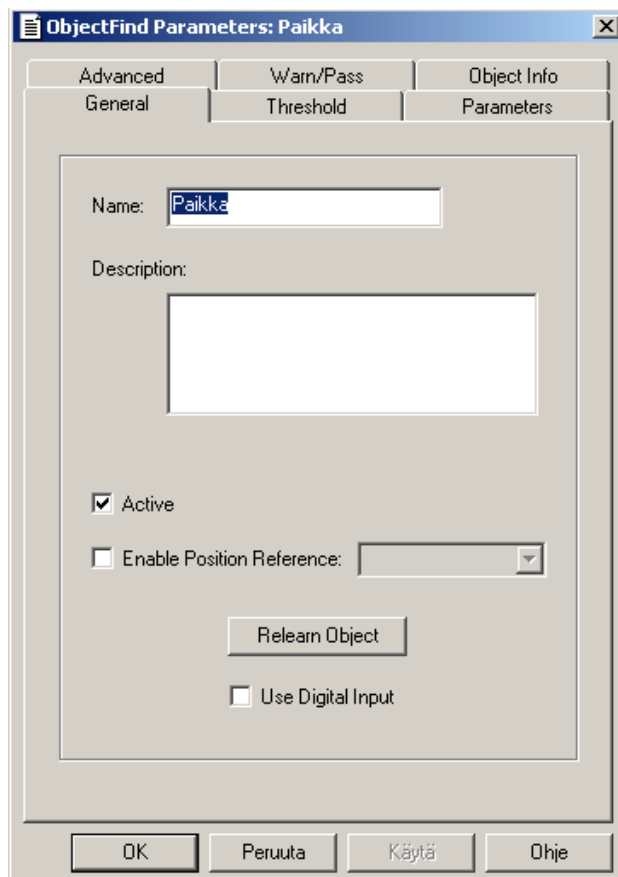 ObjectFind Parameters: Paikka
Advanced Warn/Pass Object Info
General Threshold Parameters
Name: Paikka
Description:
Active
Enable Position Reference:
Relearn Object
Use Digital Input
OK Peruuta Käytä Ohje